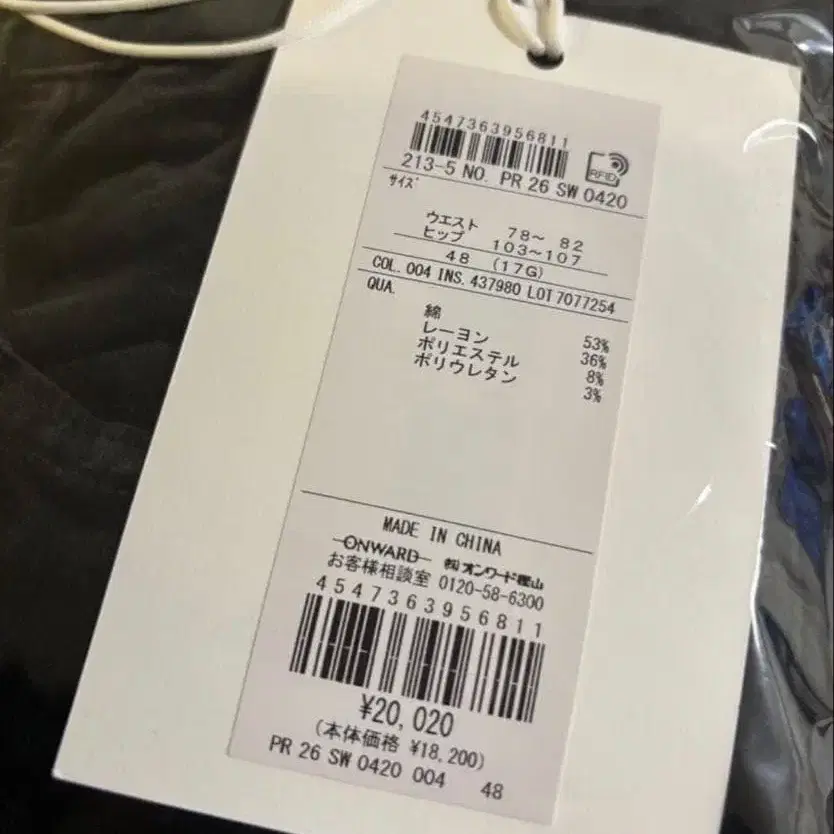 4547363956811
RFID
213-5 NO. PR 26 SW 0420
サイズ
ウエスト 78～ 82
ヒップ 103～107
48 (17G)
COL. 004 INS. 437980 LOT 7077254
QUA.
綿 53%
レーヨン 36%
ポリエステル 8%
ポリウレタン 3%
MADE IN CHINA
ONWARD ㈱オンワード樫山
お客様相談室 0120-58-6300
4547363956811
¥20,020
(本体価格 ¥18,200)
PR 26 SW 0420 004 48